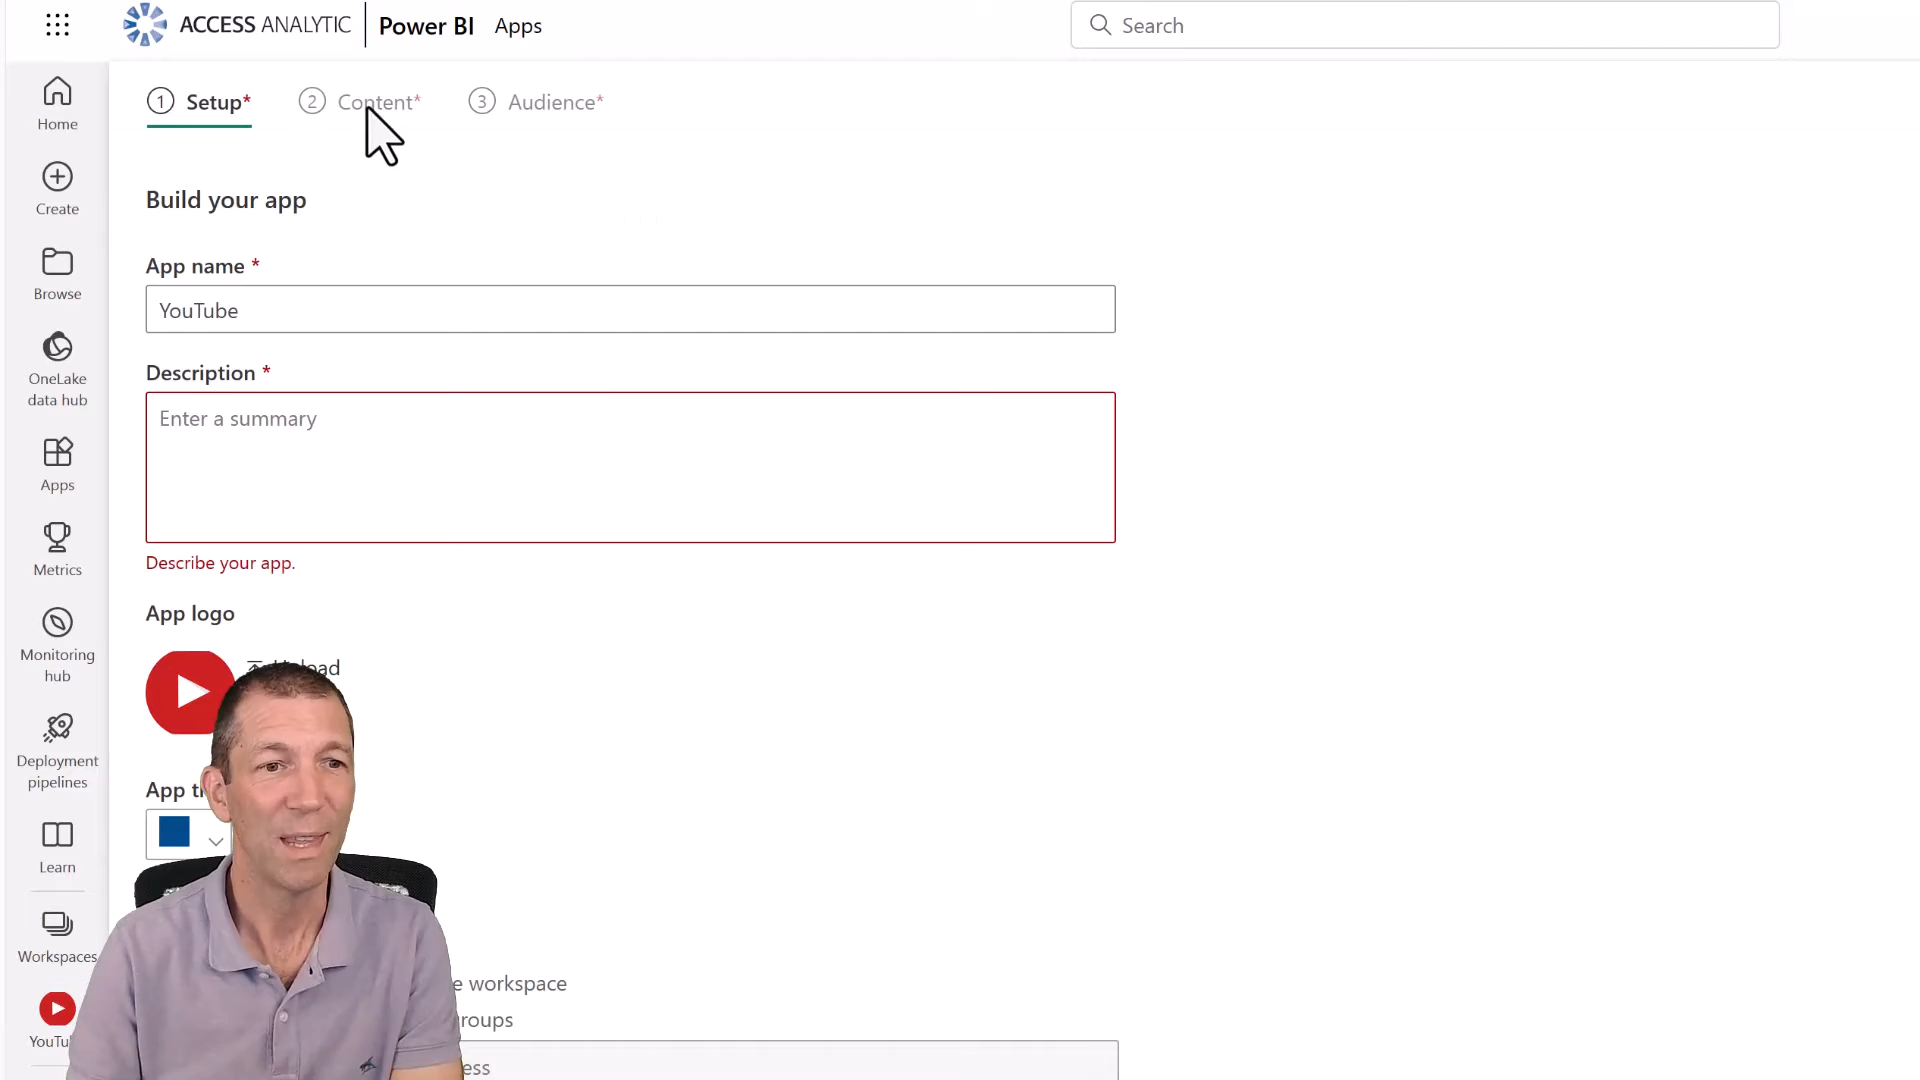 ACCESS ANALYTIC
Power BI
Apps
Search
Home
Create
Browse
OneLake
data hub
Apps
Metrics
Monitoring
hub
Deployment
pipelines
Learn
Workspaces
1 Setup*
2 Content*
3 Audience*
Build your app
App name *
YouTube
Description *
Enter a summary
Describe your app.
App logo
App
workspace